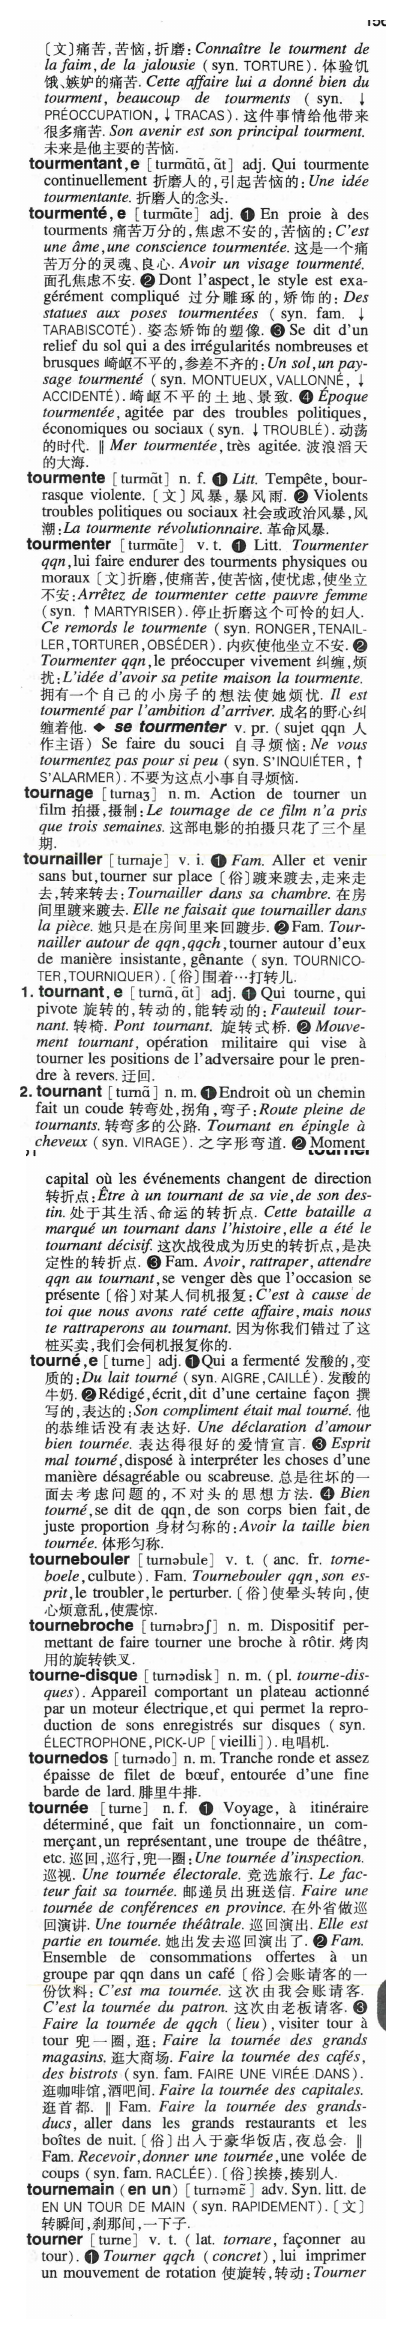 〔文〕痛苦,苦恼,折磨:Connaître le tourment de
la faim, de la jalousie (syn. TORTURE). 体验饥
饿、嫉妒的痛苦. Cette affaire lui a donné bien du
tourment, beaucoup de tourments (syn. ↓
PRÉOCCUPATION, ↓TRACAS). 这件事情给他带来
很多痛苦. Son avenir est son principal tourment.
未来是他主要的苦恼.
tourmentant,e [turmãtã, ãt] adj. Qui tourmente
continuellement 折磨人的,引起苦恼的:Une idée
tourmentante. 折磨人的念头.
tourmenté,e [turmãte] adj. ❶ En proie à des
tourments 痛苦万分的,焦虑不安的,苦恼的:C'est
une âme,une conscience tourmentée. 这是一个痛
苦万分的灵魂、良心. Avoir un visage tourmenté.
面孔焦虑不安. ❷ Dont l'aspect, le style est exa-
gérément compliqué 过分雕琢的,矫饰的:Des
statues aux poses tourmentées (syn. fam. ↓
TARABISCOTÉ). 姿态矫饰的塑像. ❸ Se dit d'un
relief du sol qui a des irrégularités nombreuses et
brusques 崎岖不平的,参差不齐的:Un sol,un pay-
sage tourmenté (syn. MONTUEUX, VALLONNÉ, ↓
ACCIDENTÉ). 崎岖不平的土地、景致. ❹ Époque
tourmentée, agitée par des troubles politiques,
économiques ou sociaux (syn. ↓TROUBLÉ). 动荡
的时代. ‖ Mer tourmentée, très agitée. 波浪滔天
的大海.
tourmente [turmãt] n. f. ❶ Litt. Tempête, bour-
rasque violente. 〔文〕风暴,暴风雨. ❷ Violents
troubles politiques ou sociaux 社会或政治风暴,风
潮:La tourmente révolutionnaire. 革命风暴.
tourmenter [turmãte] v. t. ❶ Litt. Tourmenter
qqn,lui faire endurer des tourments physiques ou
moraux 〔文〕折磨,使痛苦,使苦恼,使忧虑,使坐立
不安:Arrêtez de tourmenter cette pauvre femme
(syn. ↑MARTYRISER). 停止折磨这个可怜的妇人.
Ce remords le tourmente (syn. RONGER,TENAIL-
LER,TORTURER,OBSÉDER). 内疚使他坐立不安. ❷
Tourmenter qqn,le préoccuper vivement 纠缠,烦
扰:L'idée d'avoir sa petite maison la tourmente.
拥有一个自己的小房子的想法使她烦忧. Il est
tourmenté par l'ambition d'arriver. 成名的野心纠
缠着他. ◆ se tourmenter v. pr. (sujet qqn 人
作主语) Se faire du souci 自寻烦恼:Ne vous
tourmentez pas pour si peu (syn. S'INQUIÉTER, ↑
S'ALARMER). 不要为这点小事自寻烦恼.
tournage [turnaʒ] n. m. Action de tourner un
film 拍摄,摄制:Le tournage de ce film n'a pris
que trois semaines. 这部电影的拍摄只花了三个星
期.
tournailler [turnaje] v. i. ❶ Fam. Aller et venir
sans but,tourner sur place 〔俗〕踱来踱去,走来走
去,转来转去:Tournailler dans sa chambre. 在房
间里踱来踱去. Elle ne faisait que tournailler dans
la pièce. 她只是在房间里来回踱步. ❷ Fam. Tour-
nailler autour de qqn,qqch,tourner autour d'eux
de manière insistante, gênante (syn. TOURNICO-
TER,TOURNIQUER). 〔俗〕围着…打转儿.
1. tournant,e [turnã, ãt] adj. ❶ Qui tourne, qui
pivote 旋转的,转动的,能转动的:Fauteuil tour-
nant. 转椅. Pont tournant. 旋转式桥. ❷ Mouve-
ment tournant, opération militaire qui vise à
tourner les positions de l'adversaire pour le pren-
dre à revers. 迂回.
2. tournant [turnã] n. m. ❶Endroit où un chemin
fait un coude 转弯处,拐角,弯子:Route pleine de
tournants. 转弯多的公路. Tournant en épingle à
cheveux (syn. VIRAGE). 之字形弯道. ❷ Moment
capital où les événements changent de direction
转折点:Être à un tournant de sa vie,de son des-
tin. 处于其生活、命运的转折点. Cette bataille a
marqué un tournant dans l'histoire,elle a été le
tournant décisif. 这次战役成为历史的转折点,是决
定性的转折点. ❸ Fam. Avoir, rattraper, attendre
qqn au tournant,se venger dès que l'occasion se
présente 〔俗〕对某人伺机报复:C'est à cause de
toi que nous avons raté cette affaire,mais nous
te rattraperons au tournant. 因为你我们错过了这
桩买卖,我们会伺机报复你的.
tourné,e [turne] adj. ❶Qui a fermenté 发酸的,变
质的:Du lait tourné (syn. AIGRE,CAILLÉ). 发酸的
牛奶. ❷Rédigé,écrit,dit d'une certaine façon 撰
写的,表达的:Son compliment était mal tourné. 他
的恭维话没有表达好. Une déclaration d'amour
bien tournée. 表达得很好的爱情宣言. ❸ Esprit
mal tourné,disposé à interpréter les choses d'une
manière désagréable ou scabreuse. 总是往坏的一
面去考虑问题的,不对头的思想方法. ❹ Bien
tourné,se dit de qqn,de son corps bien fait,de
juste proportion 身材匀称的:Avoir la taille bien
tournée. 体形匀称.
tournebouler [turnəbule] v. t. (anc. fr. torne-
boele,culbute). Fam. Tournebouler qqn,son es-
prit,le troubler,le perturber. 〔俗〕使晕头转向,使
心烦意乱,使震惊.
tournebroche [turnəbrɔʃ] n. m. Dispositif per-
mettant de faire tourner une broche à rôtir. 烤肉
用的旋转铁叉.
tourne-disque [turnədisk] n. m. (pl. tourne-dis-
ques). Appareil comportant un plateau actionné
par un moteur électrique,et qui permet la repro-
duction de sons enregistrés sur disques (syn.
ÉLECTROPHONE,PICK-UP [vieilli]). 电唱机.
tournedos [turnədo] n. m. Tranche ronde et assez
épaisse de filet de bœuf, entourée d'une fine
barde de lard. 腓里牛排.
tournée [turne] n. f. ❶ Voyage, à itinéraire
déterminé, que fait un fonctionnaire, un com-
merçant,un représentant,une troupe de théâtre,
etc. 巡回,巡行,兜一圈:Une tournée d'inspection.
巡视. Une tournée électorale. 竞选旅行. Le fac-
teur fait sa tournée. 邮递员出班送信. Faire une
tournée de conférences en province. 在外省做巡
回演讲. Une tournée théâtrale. 巡回演出. Elle est
partie en tournée. 她出发去巡回演出了. ❷ Fam.
Ensemble de consommations offertes à un
groupe par qqn dans un café 〔俗〕会账请客的一
份饮料:C'est ma tournée. 这次由我会账请客.
C'est la tournée du patron. 这次由老板请客. ❸
Faire la tournée de qqch (lieu), visiter tour à
tour 兜一圈,逛:Faire la tournée des grands
magasins. 逛大商场. Faire la tournée des cafés,
des bistrots (syn. fam. FAIRE UNE VIRÉE DANS).
逛咖啡馆,酒吧间. Faire la tournée des capitales.
逛首都. ‖ Fam. Faire la tournée des grands-
ducs, aller dans les grands restaurants et les
boîtes de nuit. 〔俗〕出入于豪华饭店,夜总会. ‖
Fam. Recevoir,donner une tournée,une volée de
coups (syn. fam. RACLÉE). 〔俗〕挨揍,揍别人.
tournemain (en un) [turnəmɛ̃] adv. Syn. litt. de
EN UN TOUR DE MAIN (syn. RAPIDEMENT). 〔文〕
转瞬间,刹那间,一下子.
tourner [turne] v. t. (lat. tornare, façonner au
tour). ❶ Tourner qqch (concret), lui imprimer
un mouvement de rotation 使旋转,转动:Tourner